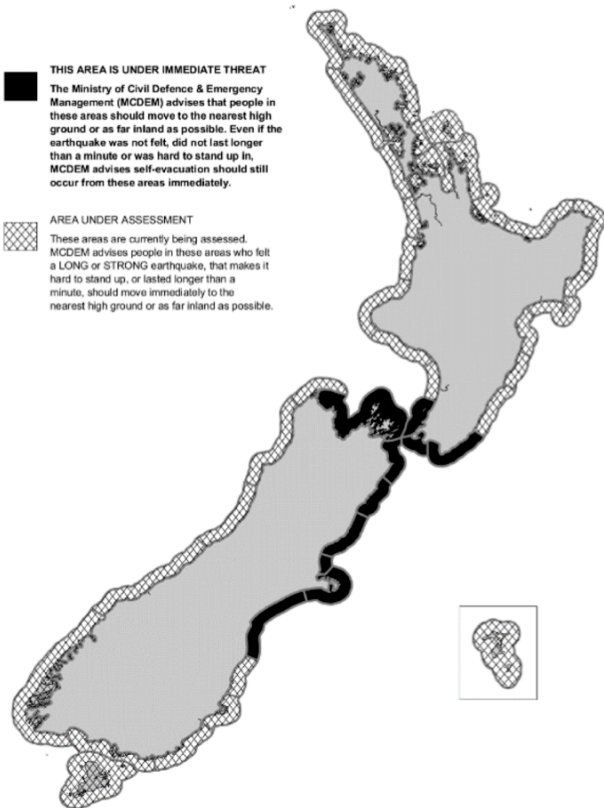 THIS AREA IS UNDER IMMEDIATE THREAT
The Ministry of Civil Defence & Emergency
Management (MCDEM) advises that people in
these areas should move to the nearest high
ground or as far inland as possible. Even if the
earthquake was not felt, did not last longer
than a minute or was hard to stand up in,
MCDEM advises self-evacuation should still
occur from these areas immediately.
AREA UNDER ASSESSMENT
These areas are currently being assessed.
MCDEM advises people in these areas who felt
a LONG or STRONG earthquake, that makes it
hard to stand up, or lasted longer than a
minute, should move immediately to the
nearest high ground or as far inland as possible.